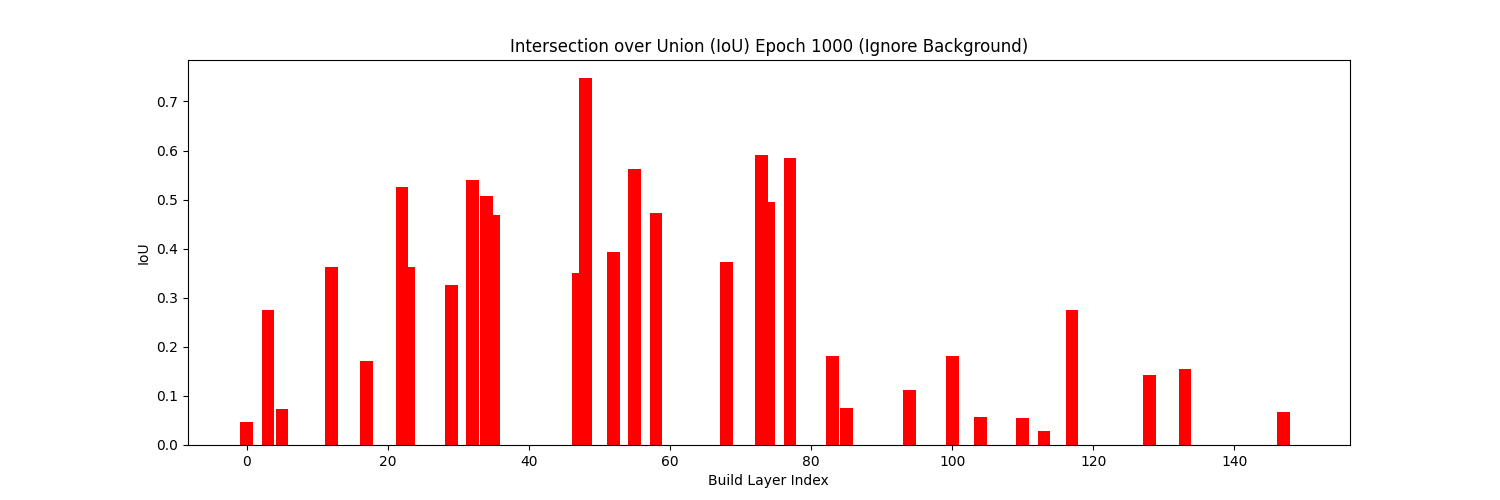 Intersection over Union (IoU) Epoch 1000 (Ignore Background)
0.7
0.6
0.5
0.4
0.3
0.2
0.1
0.0
IoU
0 20 40 60 80 100 120 140
Build Layer Index